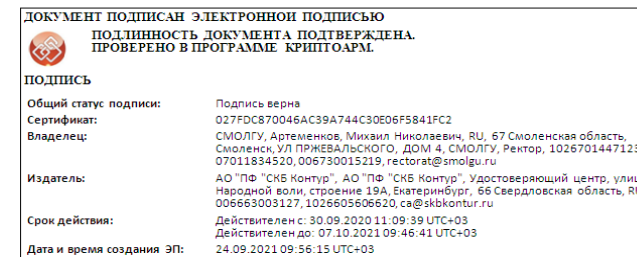 ДОКУМЕНТ ПОДПИСАН ЭЛЕКТРОННОЙ ПОДПИСЬЮ
ПОДЛИННОСТЬ ДОКУМЕНТА ПОДТВЕРЖДЕНА.
ПРОВЕРЕНО В ПРОГРАММЕ КРИПТОАРМ.
ПОДПИСЬ
Общий статус подписи: Подпись верна
Сертификат: 027FDC870046AC39A744C30E06F5841FC2
Владелец: СМОЛГУ, Артеменков, Михаил Николаевич, RU, 67 Смоленская область,
Смоленск, УЛ ПРЖЕВАЛЬСКОГО, ДОМ 4, СМОЛГУ, Ректор, 1026701447123
07011834520, 006730015219, rectorat@smolgu.ru
Издатель: АО "ПФ "СКБ Контур", АО "ПФ "СКБ Контур", Удостоверяющий центр, улиц
Народной воли, строение 19А, Екатеринбург, 66 Свердловская область, RU
006663003127, 1026605606620, ca@skbkontur.ru
Срок действия: Действителен с: 30.09.2020 11:09:39 UTC+03
Действителен до: 07.10.2021 09:46:41 UTC+03
Дата и время создания ЭП: 24.09.2021 09:56:15 UTC+03